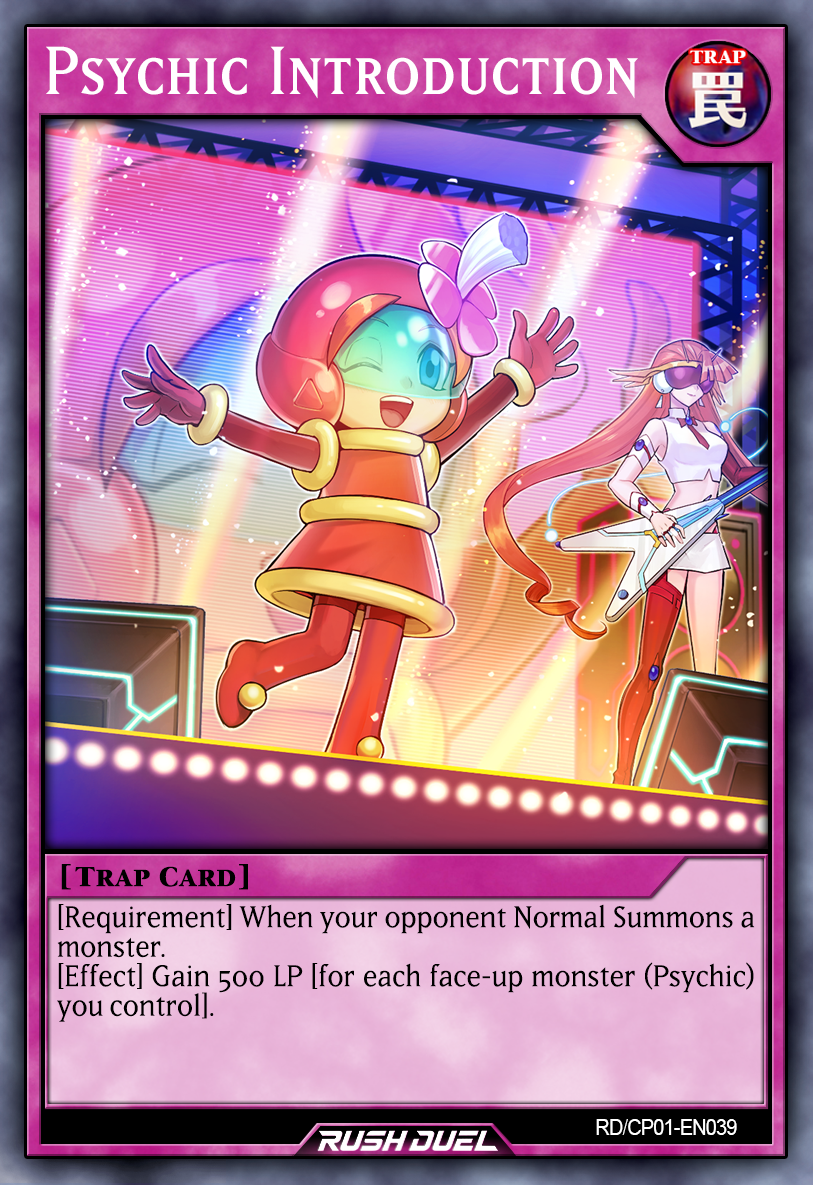 Psychic Introduction
TRAP
罠
[Trap Card]
[Requirement] When your opponent Normal Summons a
monster.
[Effect] Gain 500 LP [for each face-up monster (Psychic)
you control].
RD/CP01-EN039
RUSH DUEL